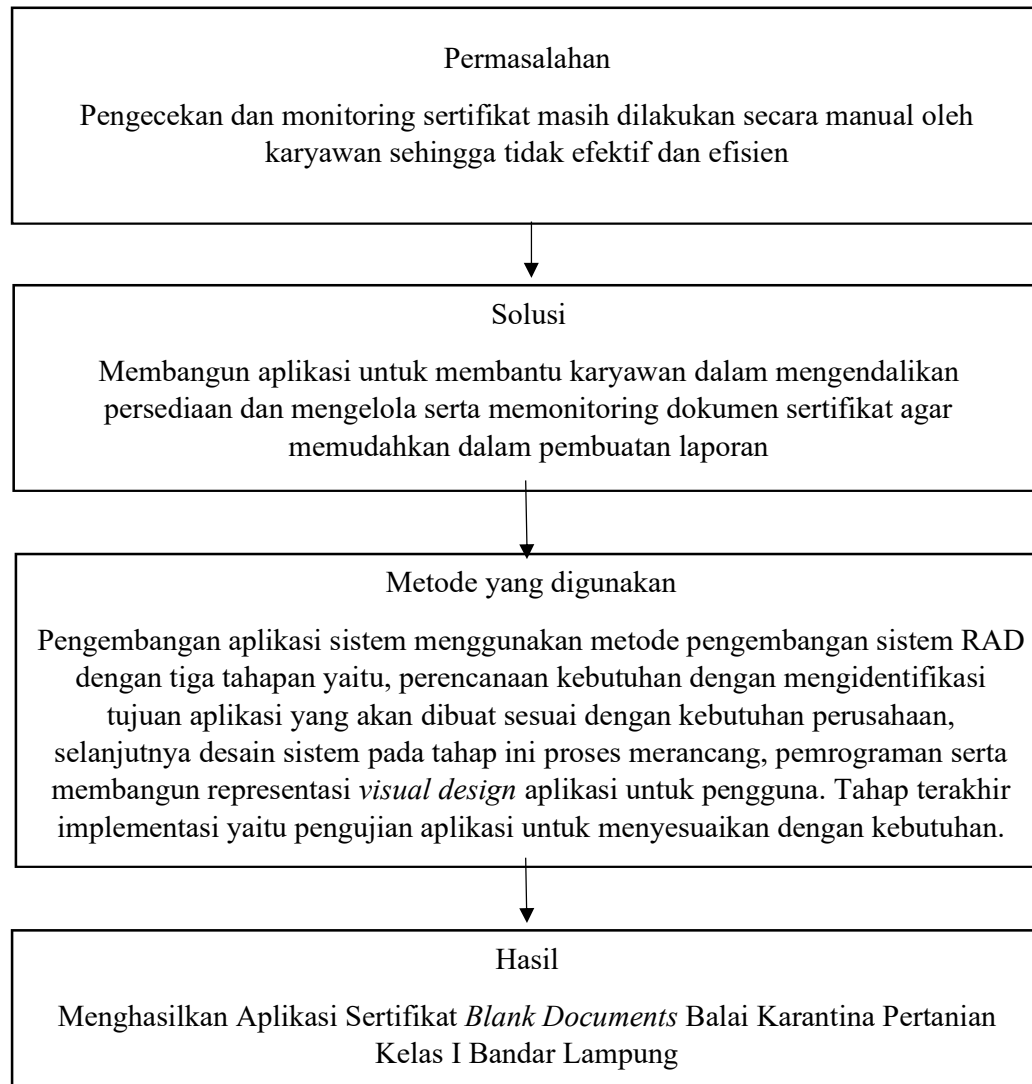 Permasalahan
Pengecekan dan monitoring sertifikat masih dilakukan secara manual oleh
karyawan sehingga tidak efektif dan efisien
Solusi
Membangun aplikasi untuk membantu karyawan dalam mengendalikan
persediaan dan mengelola serta memonitoring dokumen sertifikat agar
memudahkan dalam pembuatan laporan
Metode yang digunakan
Pengembangan aplikasi sistem menggunakan metode pengembangan sistem RAD
dengan tiga tahapan yaitu, perencanaan kebutuhan dengan mengidentifikasi
tujuan aplikasi yang akan dibuat sesuai dengan kebutuhan perusahaan,
selanjutnya desain sistem pada tahap ini proses merancang, pemrograman serta
membangun representasi visual design aplikasi untuk pengguna. Tahap terakhir
implementasi yaitu pengujian aplikasi untuk menyesuaikan dengan kebutuhan.
Hasil
Menghasilkan Aplikasi Sertifikat Blank Documents Balai Karantina Pertanian
Kelas I Bandar Lampung